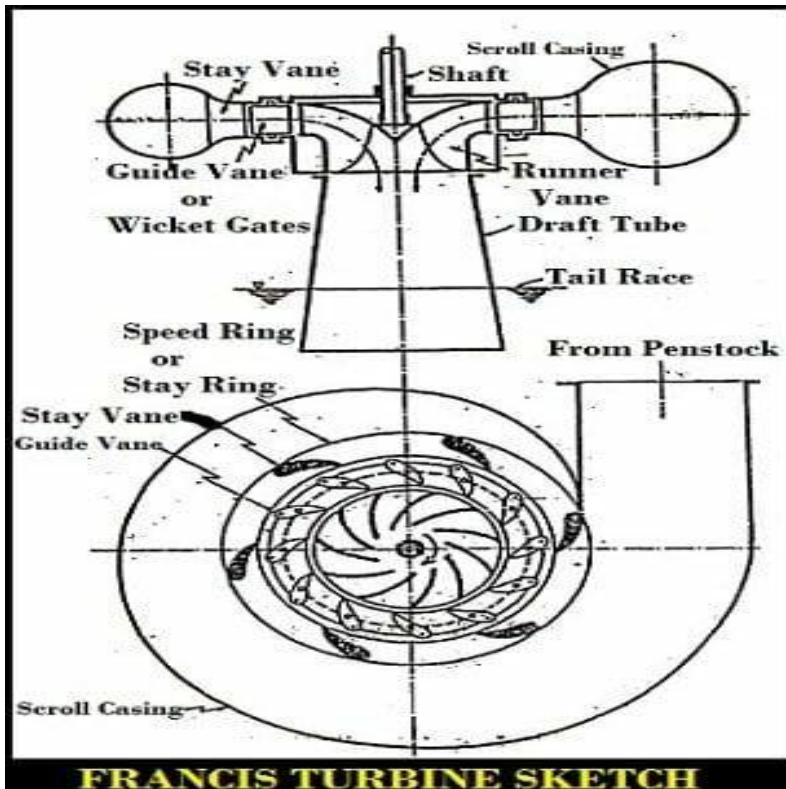 Scroll Casing
Stay Vane
Shaft
Guide Vane
or
Wicket Gates
Runner
Vane
Draft Tube
Tail Race
Speed Ring
or
Stay Ring
From Penstock
Stay Vane
Guide Vane
Scroll Casing
FRANCIS TURBINE SKETCH